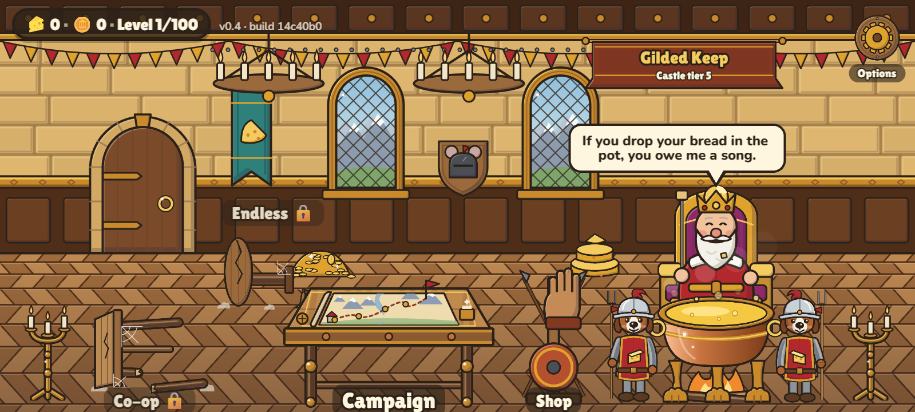 0 · 0 · Level 1/100
v0.4 · build 14c40b0
Gilded Keep
Castle tier 5
Options
If you drop your bread in the
pot, you owe me a song.
Endless
Co-op
Campaign
Shop